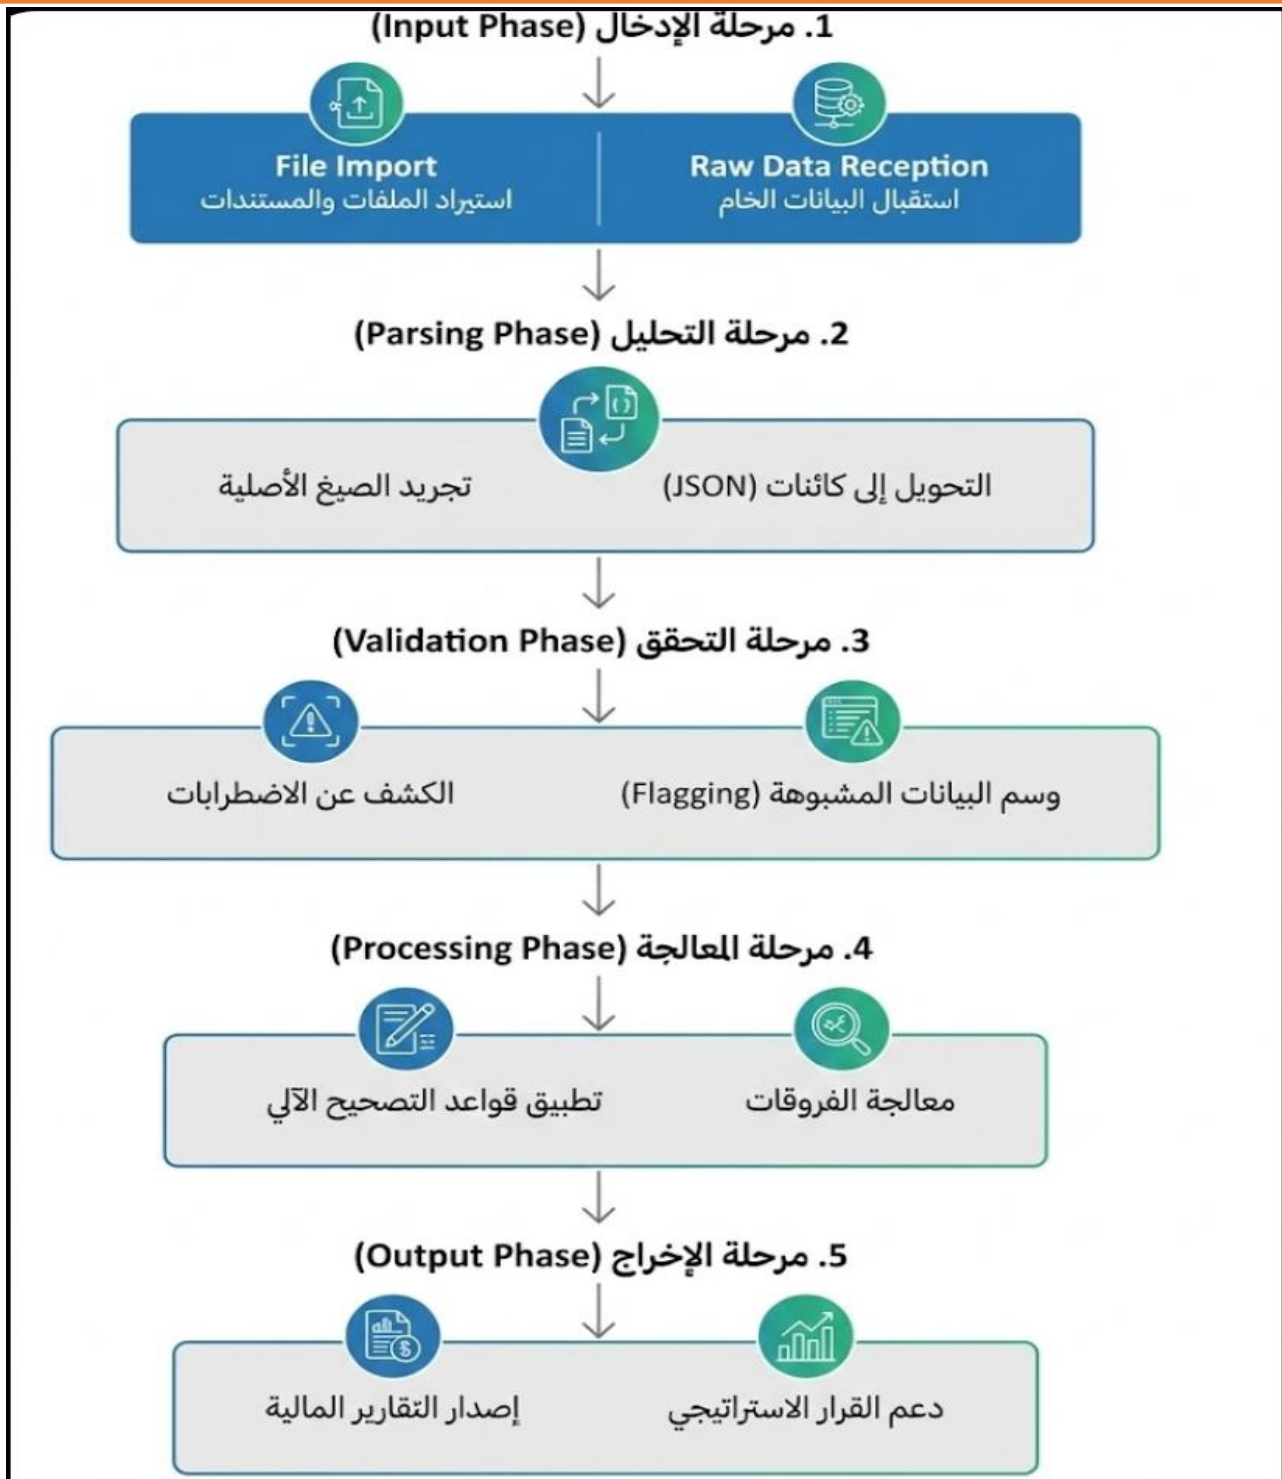 1. مرحلة الإدخال (Input Phase)
Raw Data Reception
استقبال البيانات الخام
File Import
استيراد الملفات والمستندات
2. مرحلة التحليل (Parsing Phase)
التحويل إلى كائنات (JSON)
تجريد الصيغ الأصلية
3. مرحلة التحقق (Validation Phase)
وسم البيانات المشبوهة (Flagging)
الكشف عن الاضطرابات
4. مرحلة المعالجة (Processing Phase)
معالجة الفروقات
تطبيق قواعد التصحيح الآلي
5. مرحلة الإخراج (Output Phase)
دعم القرار الاستراتيجي
إصدار التقارير المالية